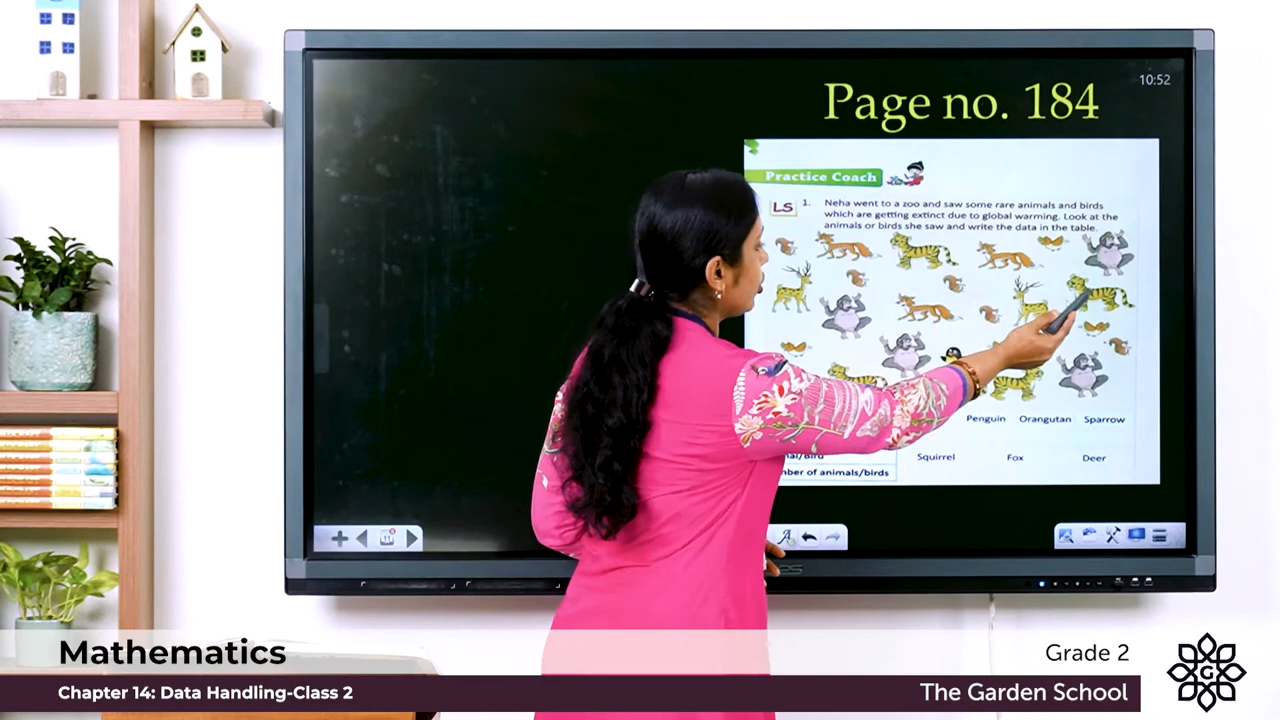 10:52
Page no. 184
Practice Coach
LS 1. Neha went to a zoo and saw some rare animals and birds
which are getting extinct due to global warming. Look at the
animals or birds she saw and write the data in the table.
Penguin Orangutan Sparrow
Squirrel Fox Deer
of animals/birds
11
Mathematics
Grade 2
Chapter 14: Data Handling-Class 2
The Garden School
G